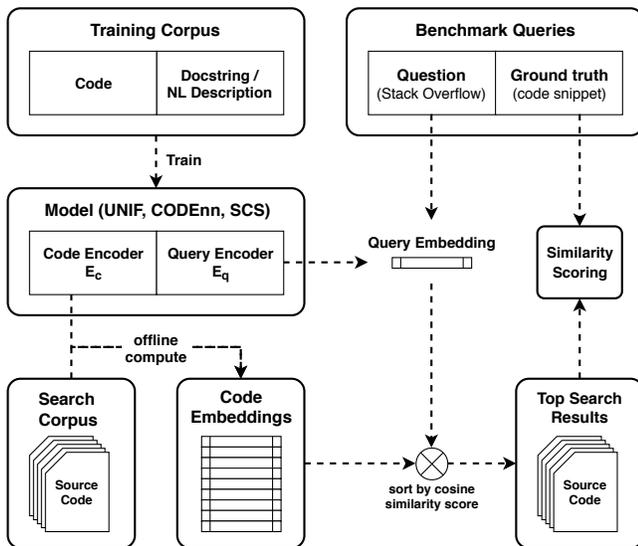 Training Corpus
Code
Docstring /
NL Description
Benchmark Queries
Question
(Stack Overflow)
Ground truth
(code snippet)
Train
Model (UNIF, CODEnn, SCS)
Code Encoder
Ec
Query Encoder
Eq
Query Embedding
Similarity
Scoring
offline
compute
Search
Corpus
Source
Code
Code
Embeddings
sort by cosine
similarity score
Top Search
Results
Source
Code